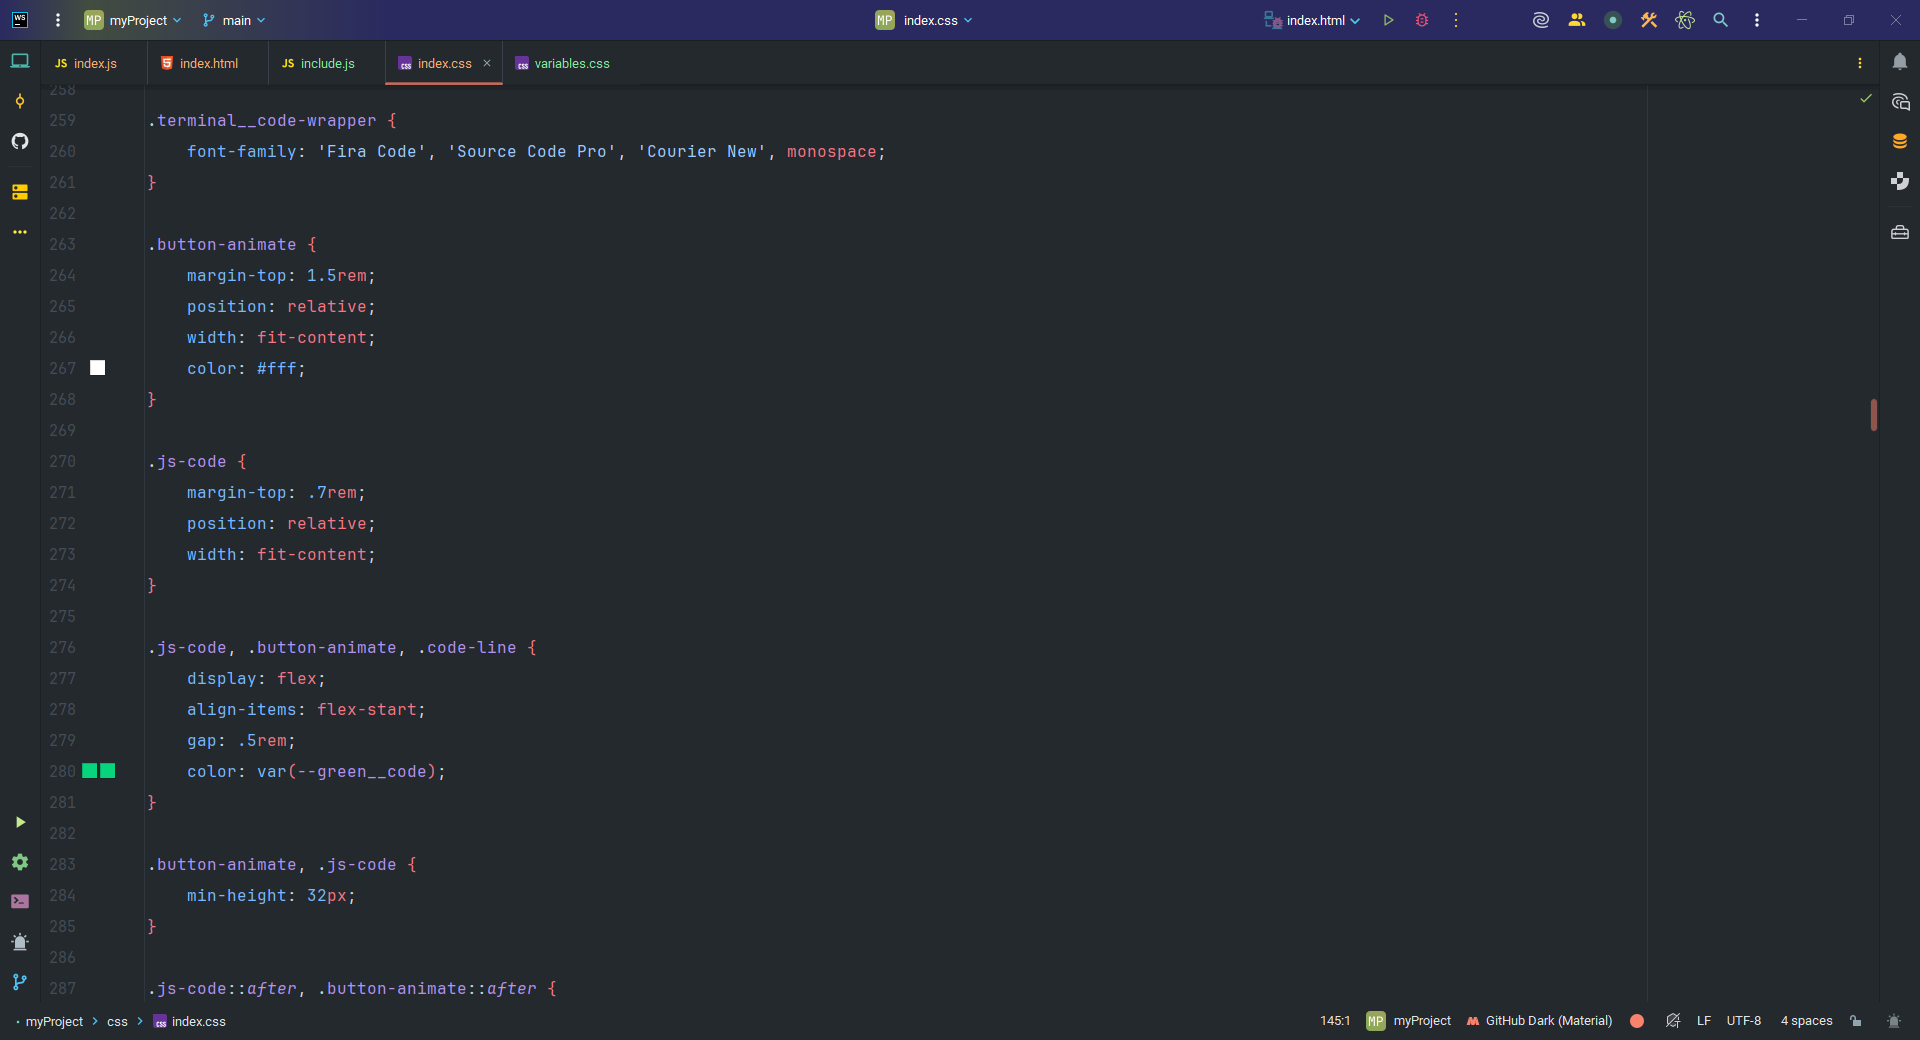 WS
MP myProject main
MP index.css
index.html
JS index.js
5 index.html
JS include.js
CSS index.css ×
CSS variables.css
258
259 .terminal__code-wrapper {
260 font-family: 'Fira Code', 'Source Code Pro', 'Courier New', monospace;
261 }
262
263 .button-animate {
264 margin-top: 1.5rem;
265 position: relative;
266 width: fit-content;
267 color: #fff;
268 }
269
270 .js-code {
271 margin-top: .7rem;
272 position: relative;
273 width: fit-content;
274 }
275
276 .js-code, .button-animate, .code-line {
277 display: flex;
278 align-items: flex-start;
279 gap: .5rem;
280 color: var(--green__code);
281 }
282
283 .button-animate, .js-code {
284 min-height: 32px;
285 }
286
287 .js-code::after, .button-animate::after {
myProject > css > CSS index.css
145:1 MP myProject GitHub Dark (Material) LF UTF-8 4 spaces